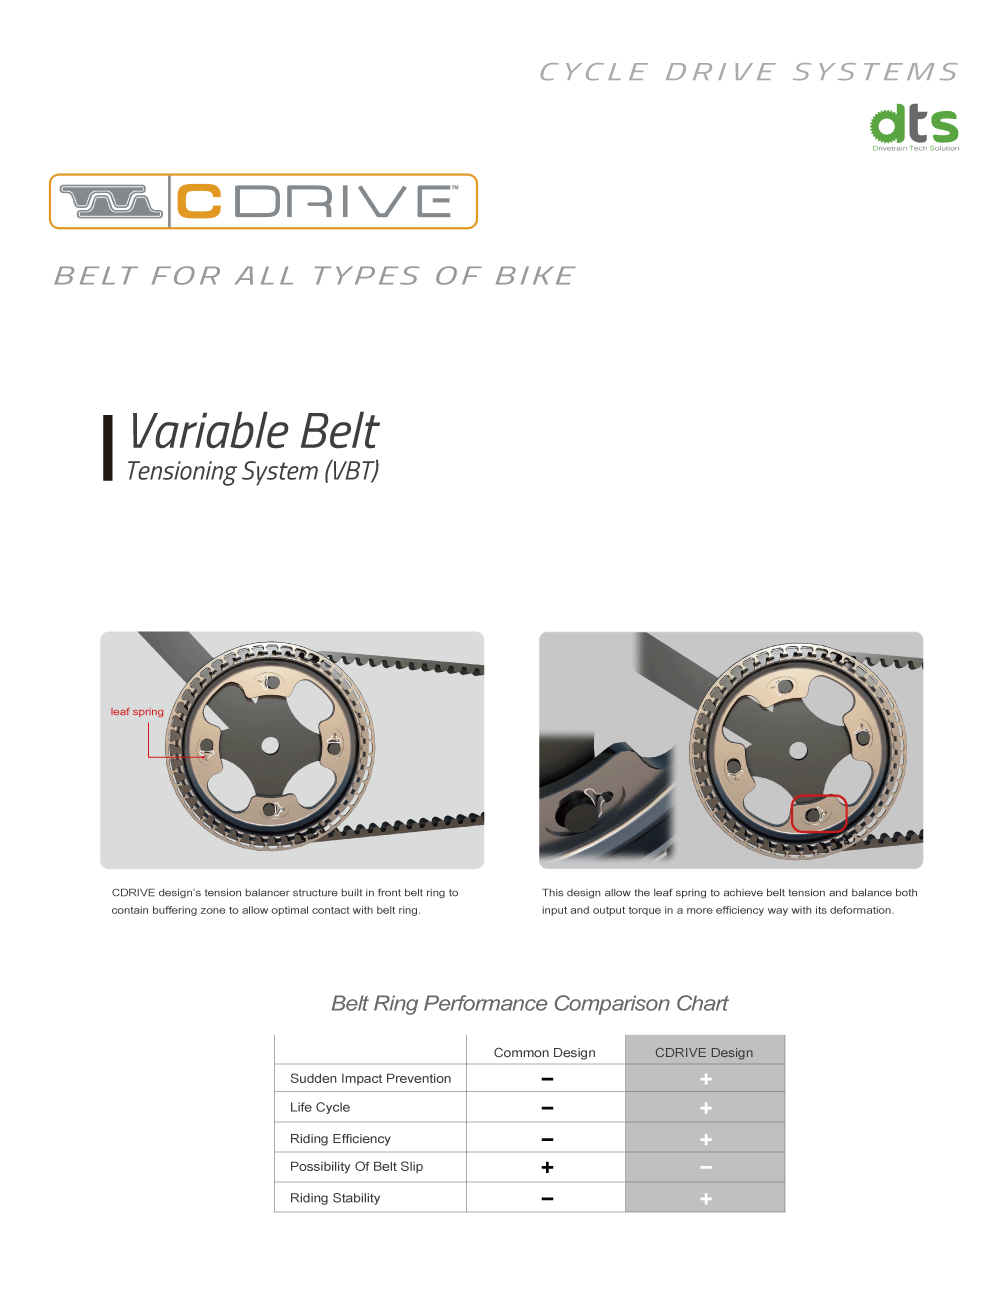 CYCLE DRIVE SYSTEMS
dts
Drivetrain Tech Solution
C DRIVE™
BELT FOR ALL TYPES OF BIKE
Variable Belt
Tensioning System (VBT)
leaf spring
CDRIVE design's tension balancer structure built in front belt ring to
contain buffering zone to allow optimal contact with belt ring.
This design allow the leaf spring to achieve belt tension and balance both
input and output torque in a more efficiency way with its deformation.
Belt Ring Performance Comparison Chart
Common Design CDRIVE Design
Sudden Impact Prevention − +
Life Cycle − +
Riding Efficiency − +
Possibility Of Belt Slip + −
Riding Stability − +